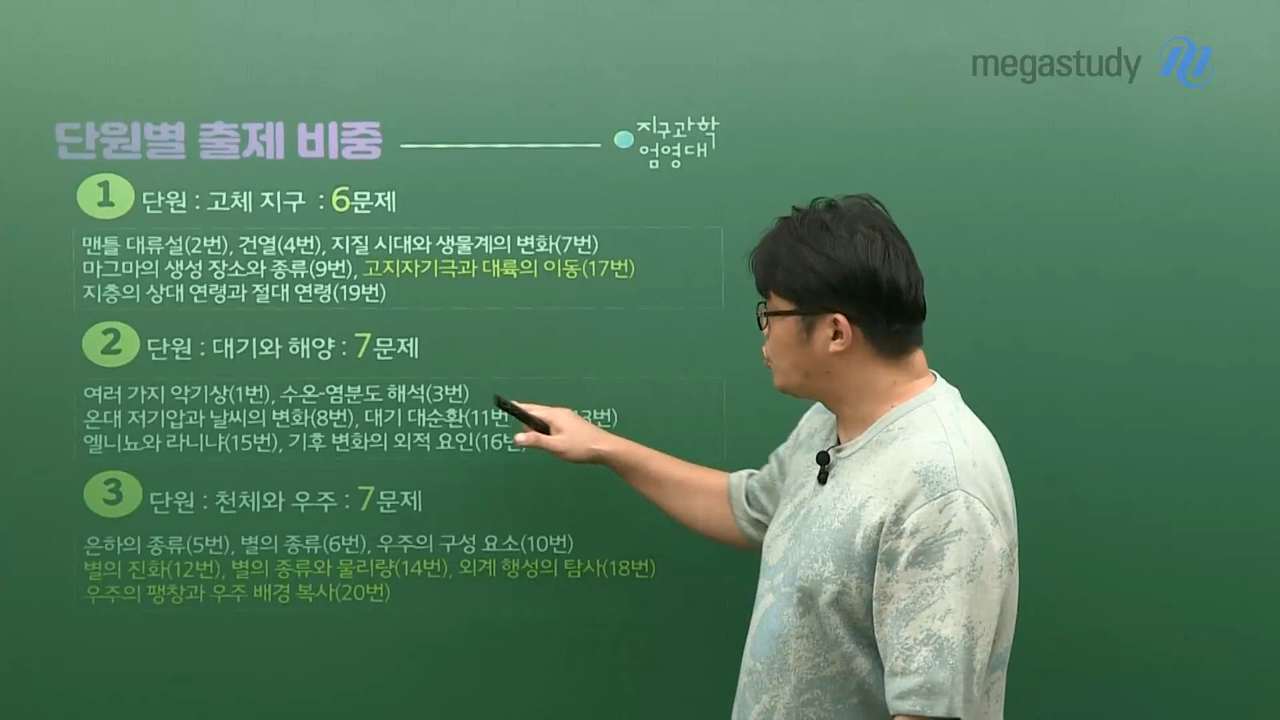 megastudy
단원별 출제 비중
지구과학
엄영대
1 단원 : 고체 지구 : 6문제
맨틀 대류설(2번), 건열(4번), 지질 시대와 생물계의 변화(7번)
마그마의 생성 장소와 종류(9번), 고지자기극과 대륙의 이동(17번)
지층의 상대 연령과 절대 연령(19번)
2 단원 : 대기와 해양 : 7문제
여러 가지 악기상(1번), 수온-염분도 해석(3번)
온대 저기압과 날씨의 변화(8번), 대기 대순환(11번 3번)
엘니뇨와 라니냐(15번), 기후 변화의 외적 요인(16번,
3 단원 : 천체와 우주 : 7문제
은하의 종류(5번), 별의 종류(6번), 우주의 구성 요소(10번)
별의 진화(12번), 별의 종류와 물리량(14번), 외계 행성의 탐사(18번)
우주의 팽창과 우주 배경 복사(20번)